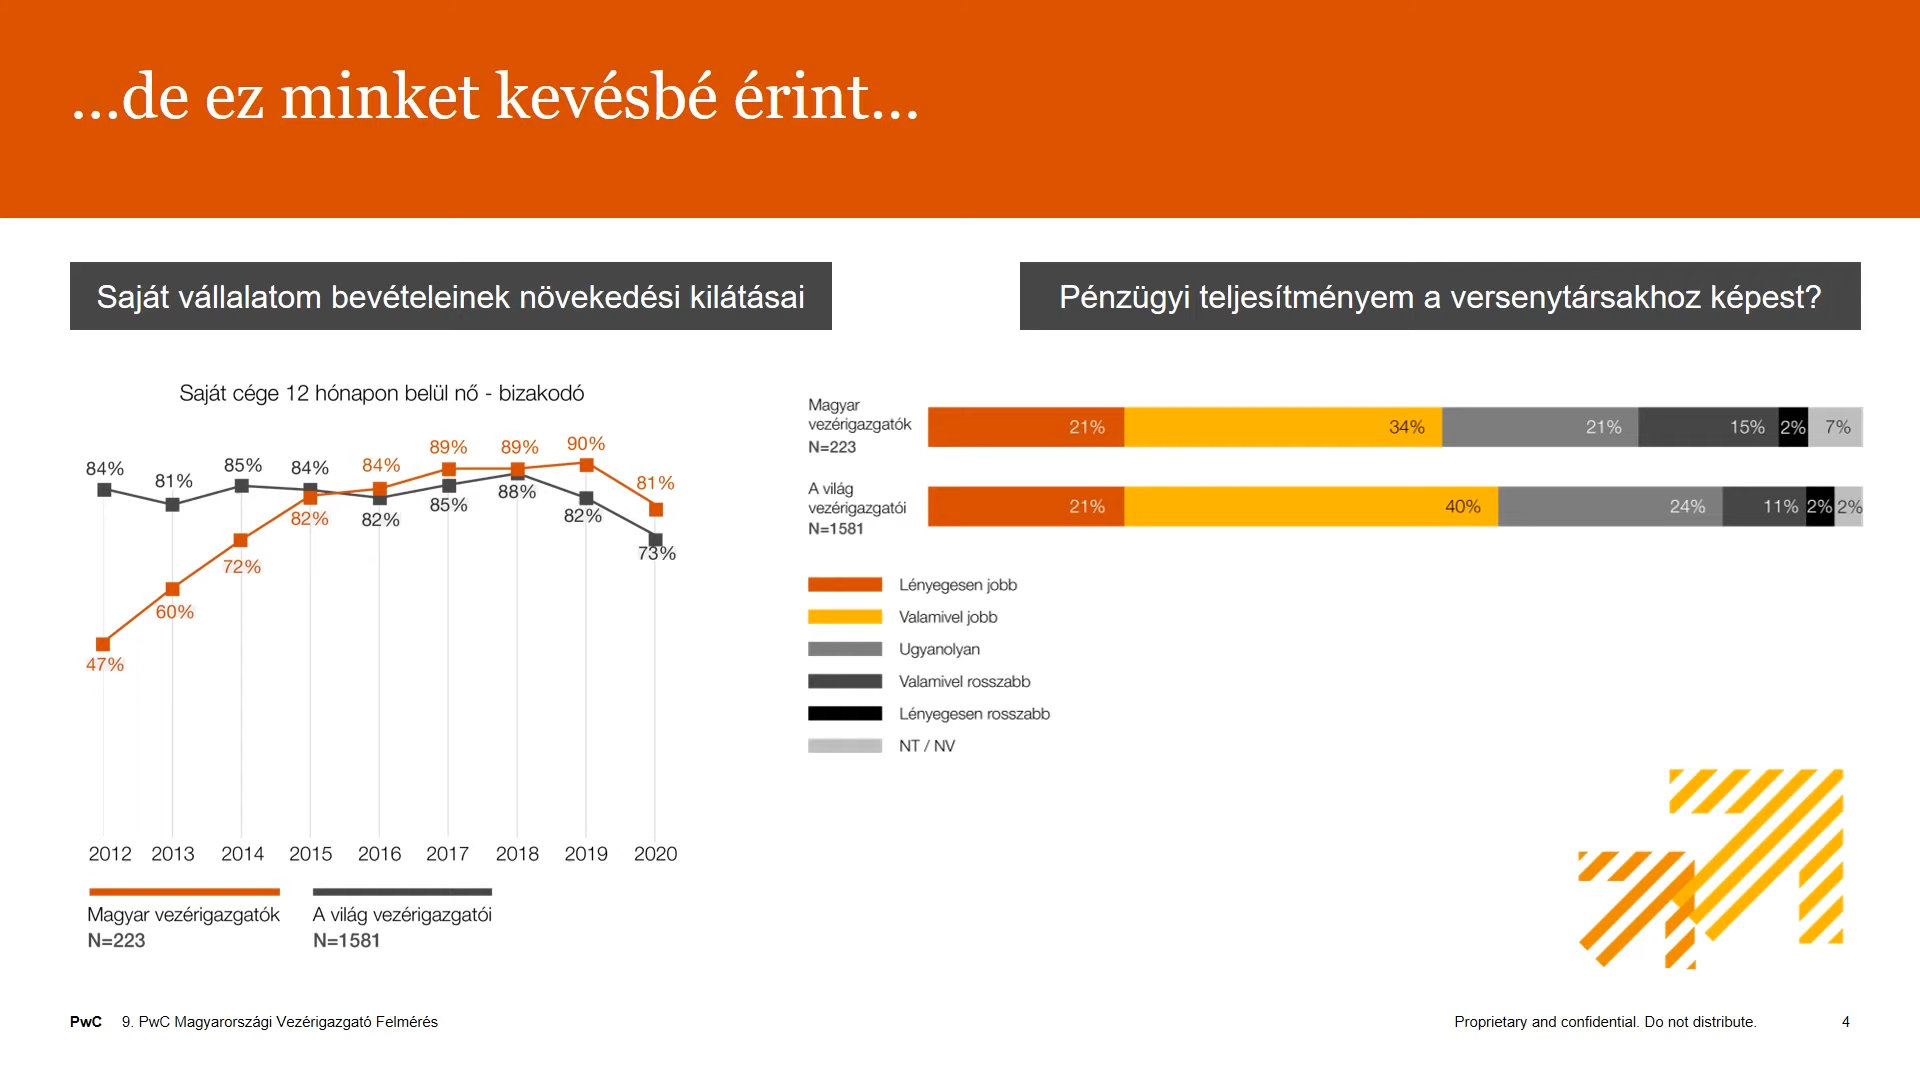 ...de ez minket kevésbé érint...
Saját vállalatom bevételeinek növekedési kilátásai
Saját cége 12 hónapon belül nő - bizakodó
84% 81% 85% 84% 84% 89% 89% 90% 81%
47% 60% 72% 82% 82% 85% 88% 82% 73%
2012 2013 2014 2015 2016 2017 2018 2019 2020
Magyar vezérigazgatók
N=223
A világ vezérigazgatói
N=1581
Pénzügyi teljesítményem a versenytársakhoz képest?
Magyar
vezérigazgatók
N=223
21% 34% 21% 15% 2% 7%
A világ
vezérigazgatói
N=1581
21% 40% 24% 11% 2% 2%
Lényegesen jobb
Valamivel jobb
Ugyanolyan
Valamivel rosszabb
Lényegesen rosszabb
NT / NV
PwC 9. PwC Magyarországi Vezérigazgató Felmérés
Proprietary and confidential. Do not distribute. 4